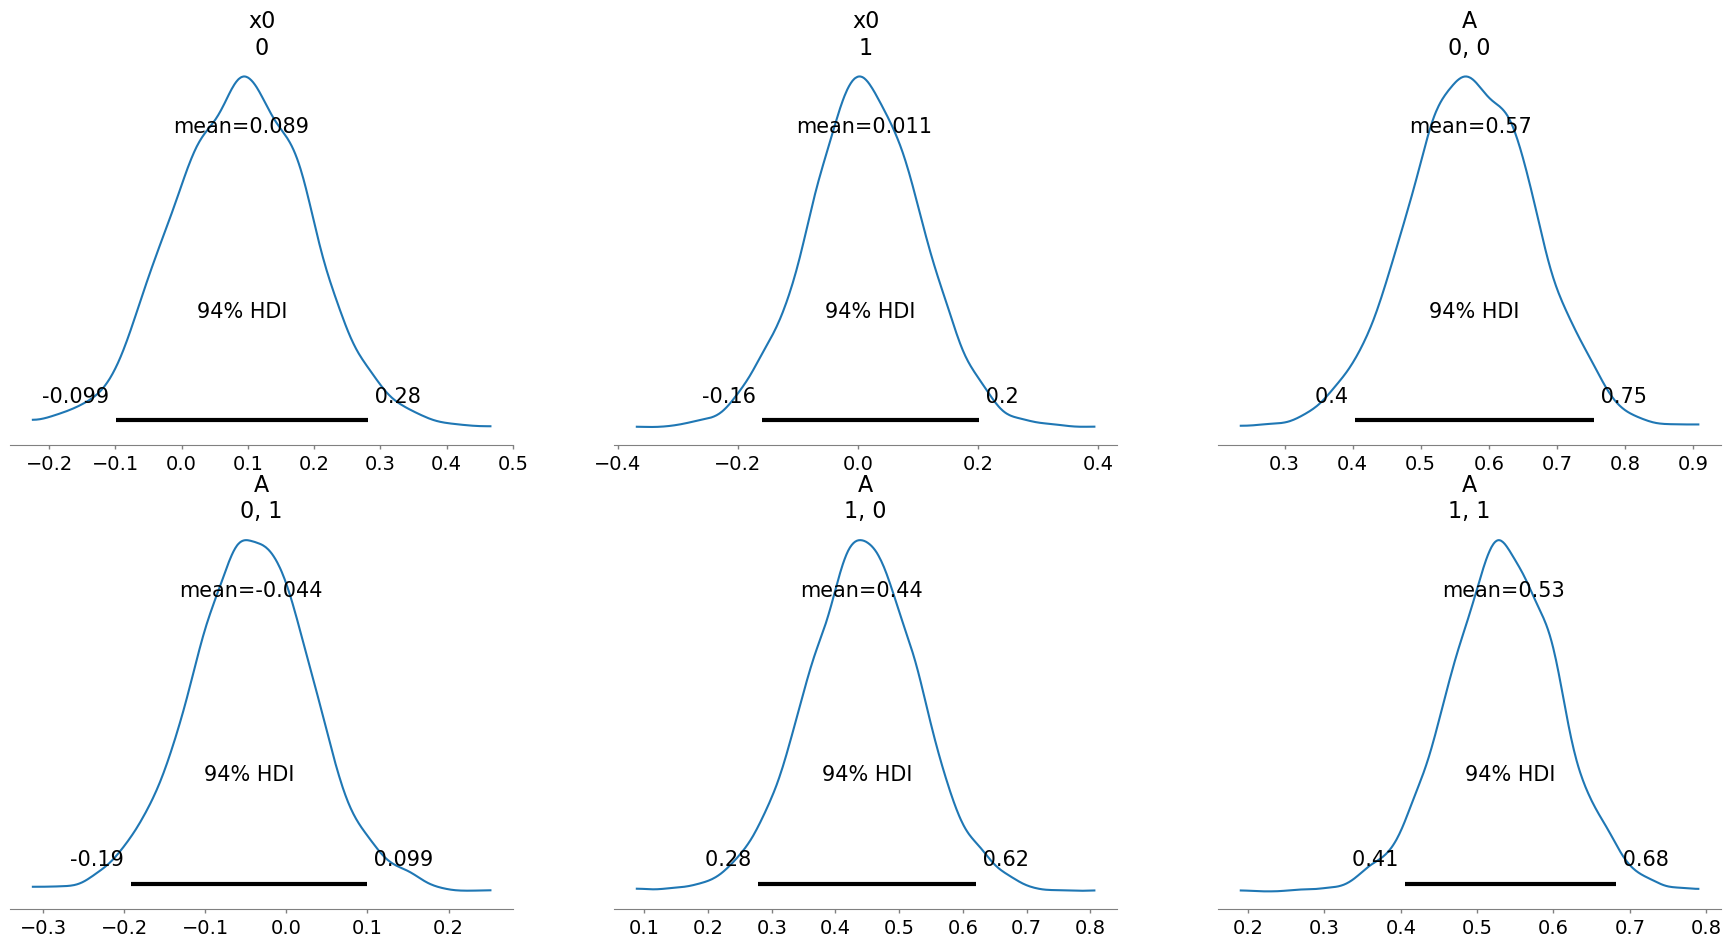 x0
0
mean=0.089
94% HDI
-0.099 0.28
−0.2 −0.1 0.0 0.1 0.2 0.3 0.4 0.5
x0
1
mean=0.011
94% HDI
-0.16 0.2
−0.4 −0.2 0.0 0.2 0.4
A
0, 0
mean=0.57
94% HDI
0.4 0.75
0.3 0.4 0.5 0.6 0.7 0.8 0.9
A
0, 1
mean=-0.044
94% HDI
-0.19 0.099
−0.3 −0.2 −0.1 0.0 0.1 0.2
A
1, 0
mean=0.44
94% HDI
0.28 0.62
0.1 0.2 0.3 0.4 0.5 0.6 0.7 0.8
A
1, 1
mean=0.53
94% HDI
0.41 0.68
0.2 0.3 0.4 0.5 0.6 0.7 0.8